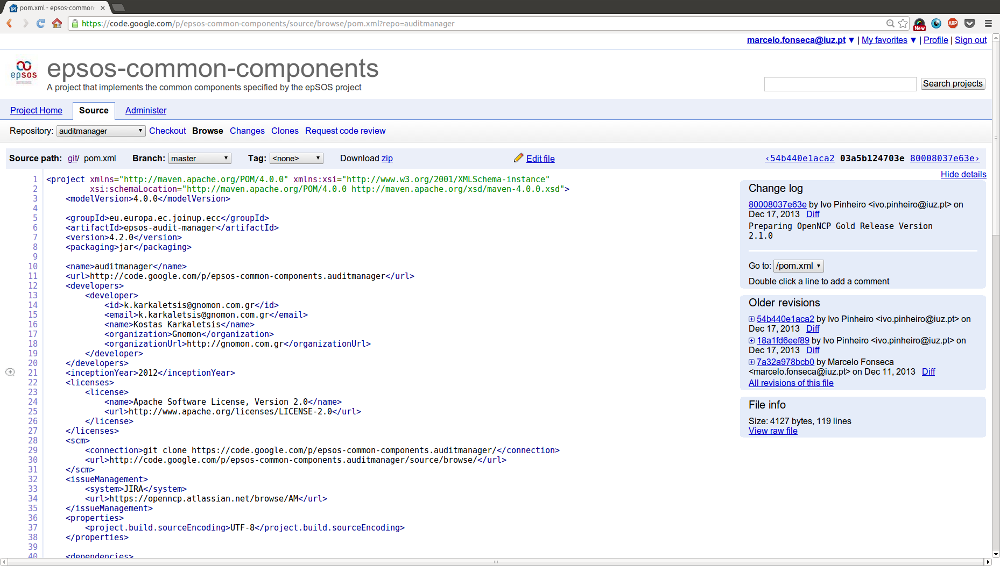 pom.xml - epsos-common-
https://code.google.com/p/epsos-common-components/source/browse/pom.xml?repo=auditmanager
New
ABP
marcelo.fonseca@iuz.pt ▼ | My favorites ▼ | Profile | Sign out
epsos
epsos-common-components
A project that implements the common components specified by the epSOS project
Search projects
Project Home Source Administer
Repository: auditmanager Checkout Browse Changes Clones Request code review
Source path: git/ pom.xml Branch: master Tag: <none> Download zip Edit file ‹54b440e1aca2 03a5b124703e 80008037e63e›
Hide details
1 <project xmlns="http://maven.apache.org/POM/4.0.0" xmlns:xsi="http://www.w3.org/2001/XMLSchema-instance"
2 xsi:schemaLocation="http://maven.apache.org/POM/4.0.0 http://maven.apache.org/xsd/maven-4.0.0.xsd">
3 <modelVersion>4.0.0</modelVersion>
4
5 <groupId>eu.europa.ec.joinup.ecc</groupId>
6 <artifactId>epsos-audit-manager</artifactId>
7 <version>4.2.0</version>
8 <packaging>jar</packaging>
9
10 <name>auditmanager</name>
11 <url>http://code.google.com/p/epsos-common-components.auditmanager</url>
12 <developers>
13 <developer>
14 <id>k.karkaletsis@gnomon.com.gr</id>
15 <email>k.karkaletsis@gnomon.com.gr</email>
16 <name>Kostas Karkaletsis</name>
17 <organization>Gnomon</organization>
18 <organizationUrl>http://gnomon.com.gr</organizationUrl>
19 </developer>
20 </developers>
21 <inceptionYear>2012</inceptionYear>
22 <licenses>
23 <license>
24 <name>Apache Software License, Version 2.0</name>
25 <url>http://www.apache.org/licenses/LICENSE-2.0</url>
26 </license>
27 </licenses>
28 <scm>
29 <connection>git clone https://code.google.com/p/epsos-common-components.auditmanager/</connection>
30 <url>http://code.google.com/p/epsos-common-components.auditmanager/source/browse/</url>
31 </scm>
32 <issueManagement>
33 <system>JIRA</system>
34 <url>https://openncp.atlassian.net/browse/AM</url>
35 </issueManagement>
36 <properties>
37 <project.build.sourceEncoding>UTF-8</project.build.sourceEncoding>
38 </properties>
39
40 <dependencies>
Change log
80008037e63e by Ivo Pinheiro <ivo.pinheiro@iuz.pt> on
Dec 17, 2013 Diff
Preparing OpenNCP Gold Release Version
2.1.0
Go to: /pom.xml
Double click a line to add a comment
Older revisions
54b440e1aca2 by Ivo Pinheiro <ivo.pinheiro@iuz.pt> on
Dec 17, 2013 Diff
18a1fd6eef89 by Ivo Pinheiro <ivo.pinheiro@iuz.pt> on
Dec 17, 2013 Diff
7a32a978bcb0 by Marcelo Fonseca
<marcelo.fonseca@iuz.pt> on Dec 11, 2013 Diff
All revisions of this file
File info
Size: 4127 bytes, 119 lines
View raw file